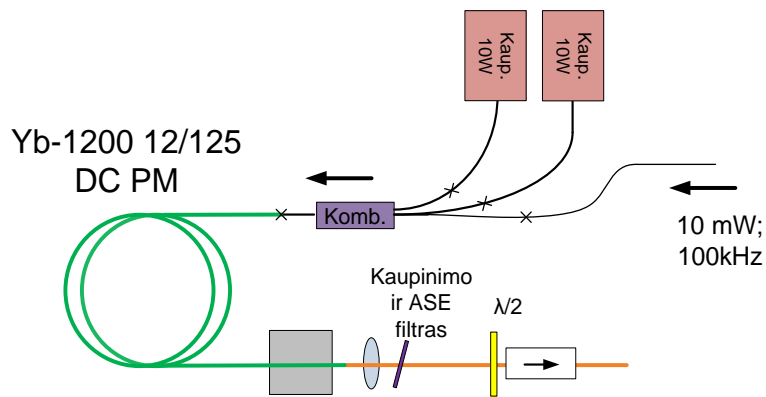 Kaup.
10W
Kaup.
10W
Yb-1200 12/125
DC PM
Komb.
10 mW;
100kHz
Kaupinimo
ir ASE
filtras
λ/2